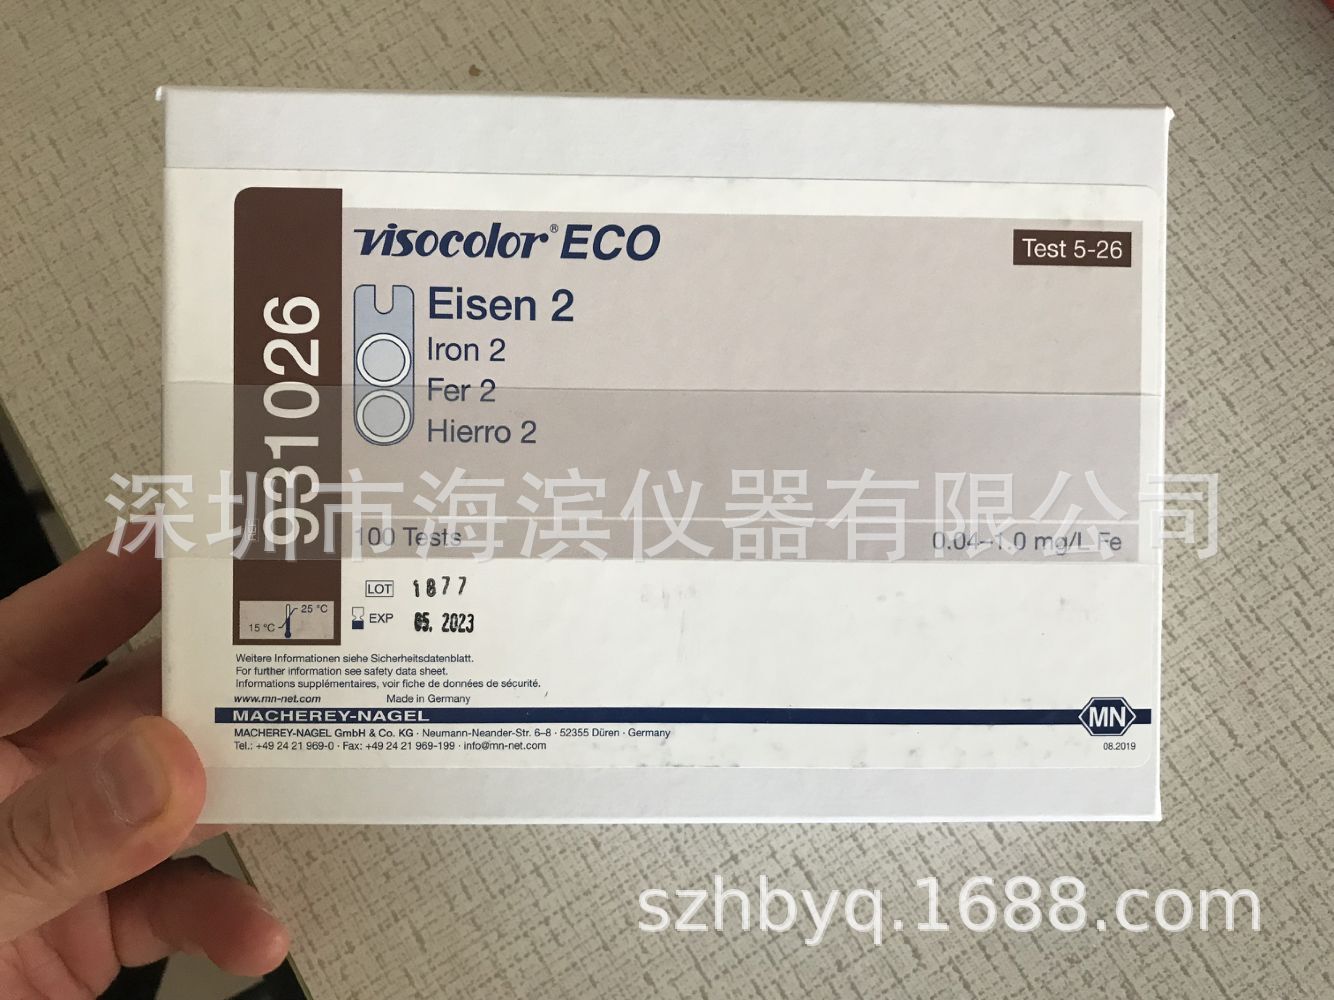 visocolor® ECO
Test 5-26
Eisen 2
Iron 2
Fer 2
Hierro 2
REF 931026
深圳市海滨仪器有限公司
100 Tests
0.04–1.0 mg/L Fe
LOT 1877
EXP 05. 2023
25 °C
15 °C
Weitere Informationen siehe Sicherheitsdatenblatt.
For further information see safety data sheet.
Informations supplémentaires, voir fiche de données de sécurité.
www.mn-net.com Made in Germany
MACHEREY-NAGEL
MN
MACHEREY-NAGEL GmbH & Co. KG · Neumann-Neander-Str. 6–8 · 52355 Düren · Germany
Tel.: +49 24 21 969-0 · Fax: +49 24 21 969-199 · info@mn-net.com
08.2019
szhbyq.1688.com